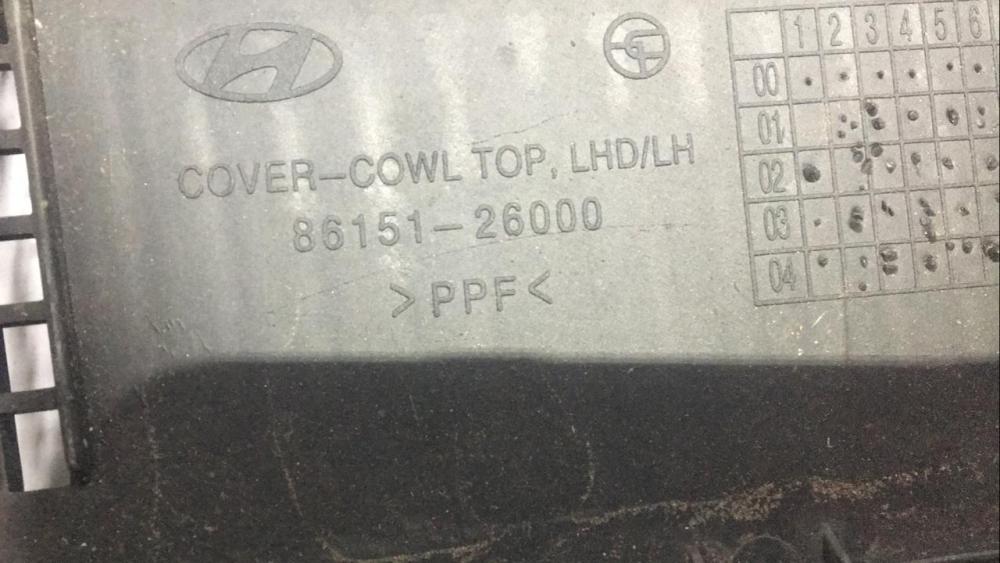 COVER-COWL TOP, LHD/LH
86151-26000
>PPF<
1 2 3 4 5 6
00
01
02
03
04